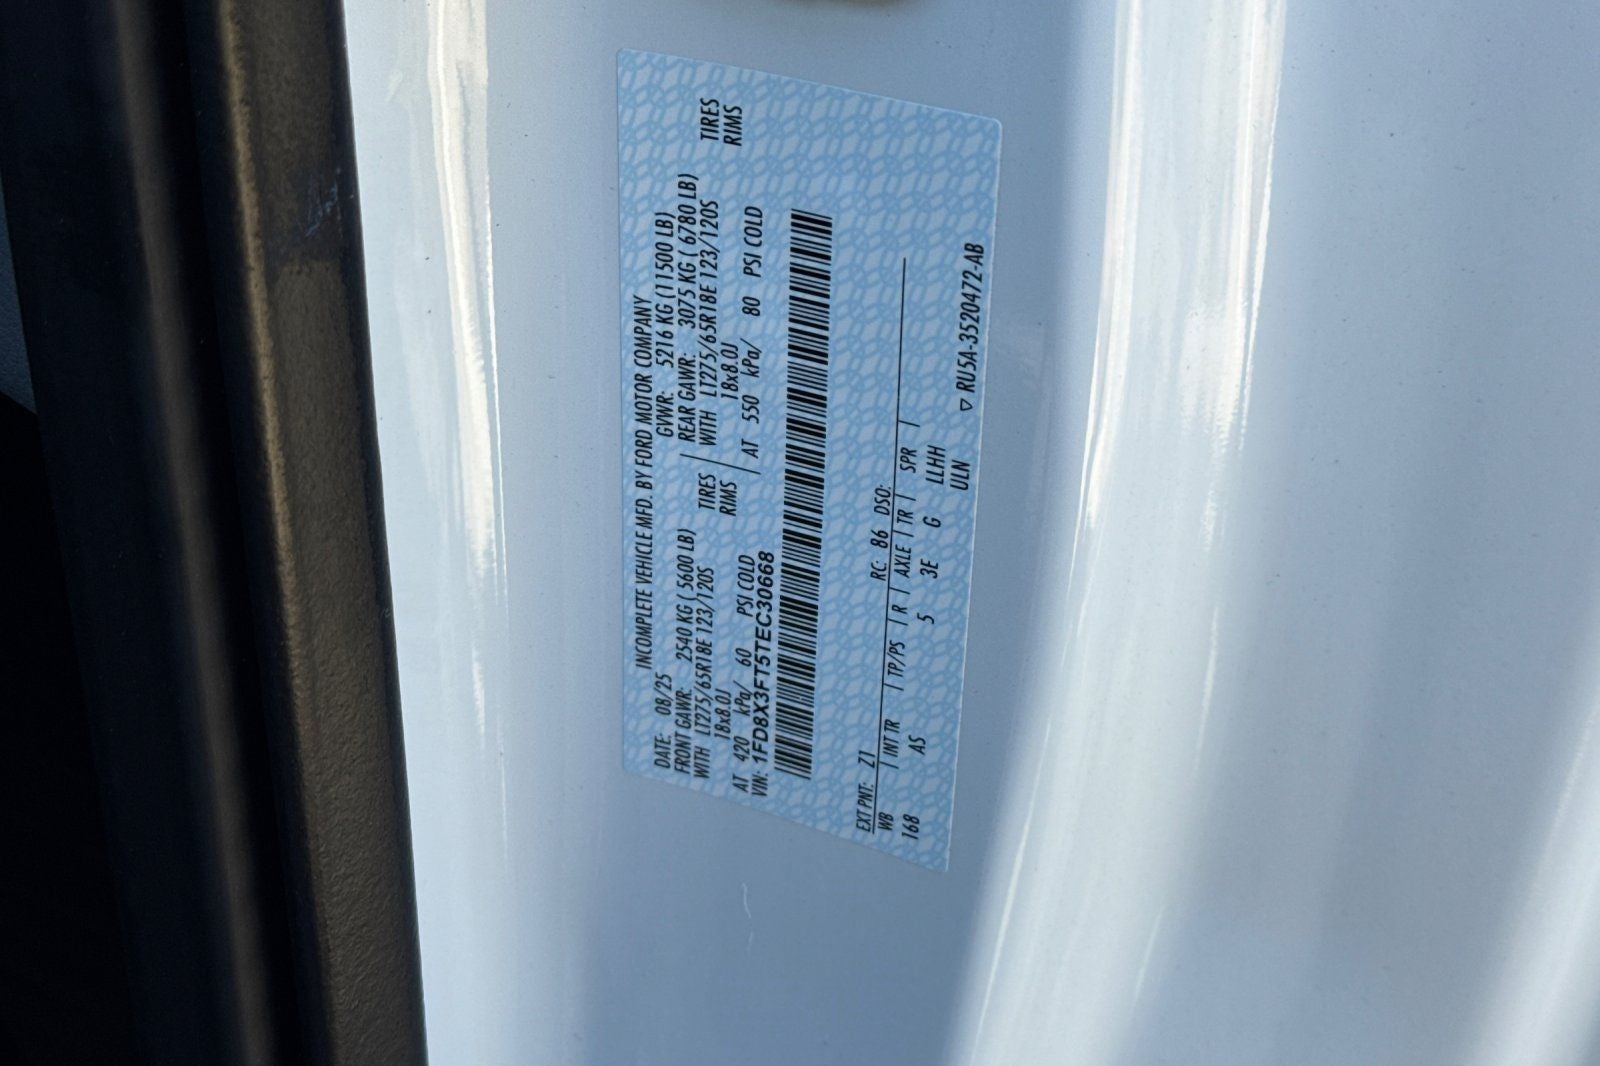 INCOMPLETE VEHICLE MFD. BY FORD MOTOR COMPANY
DATE: 08/25 GVWR: 5216 KG (11500 LB)
FRONT GAWR: 2540 KG ( 5600 LB) REAR GAWR: 3075 KG ( 6780 LB)
WITH LT275/65R18E 123/120S TIRES WITH LT275/65R18E 123/120S TIRES
18x8.0J RIMS 18x8.0J RIMS
AT 420 kPa/ 60 PSI COLD AT 550 kPa/ 80 PSI COLD
VIN: 1FD8X3FT5TEC30668
EXT PNT: Z1 RC: 86 DSO:
WB | INT TR | TP/PS | R | AXLE | TR | SPR |
168 AS 5 3E G LLHH
ULN
▽ RU5A-3520472-AB